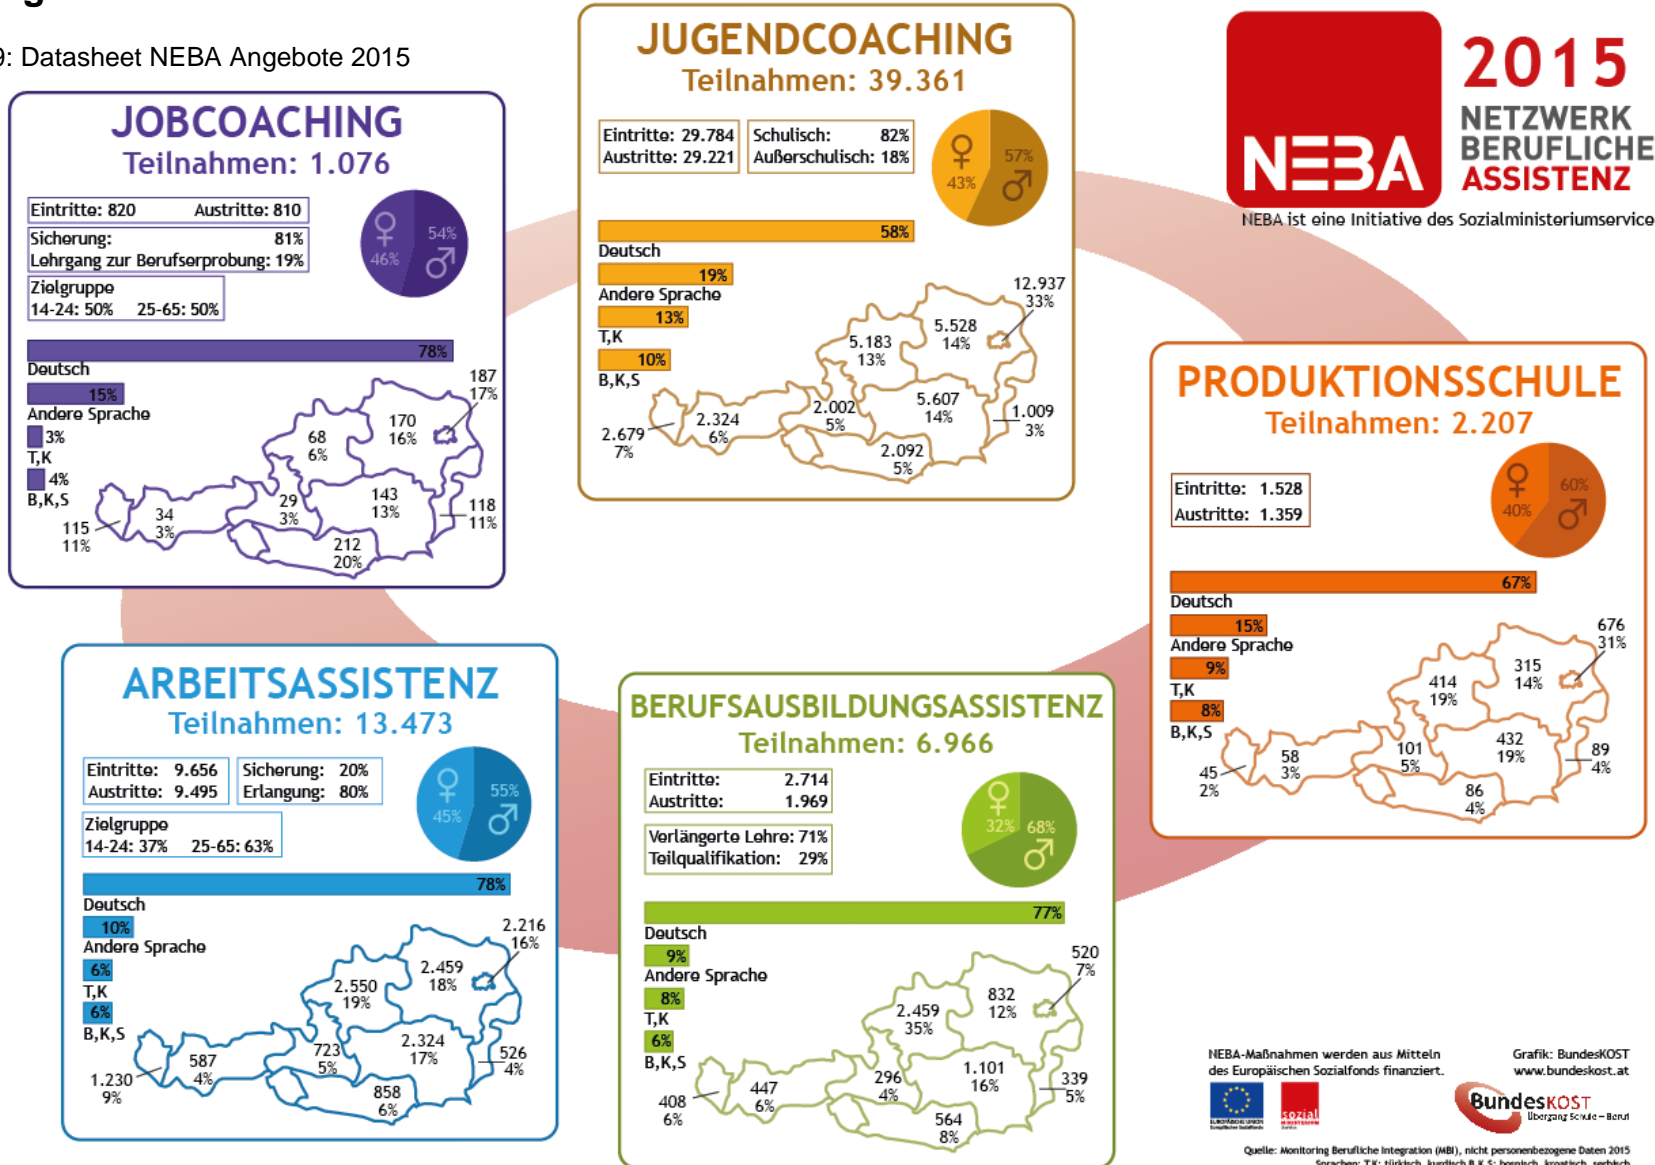 9: Datasheet NEBA Angebote 2015
JOBCOACHING
Teilnahmen: 1.076
Eintritte: 820 Austritte: 810
Sicherung: 81%
Lehrgang zur Berufserprobung: 19%
Zielgruppe
14-24: 50% 25-65: 50%
46%
54%
78%
Deutsch
15%
Andere Sprache
3%
T,K
4%
B,K,S
187
17%
170
16%
68
6%
143
13%
118
11%
29
3%
34
3%
115
11%
212
20%
JUGENDCOACHING
Teilnahmen: 39.361
Eintritte: 29.784
Austritte: 29.221
Schulisch: 82%
Außerschulisch: 18%
57%
43%
58%
Deutsch
19%
Andere Sprache
13%
T,K
10%
B,K,S
12.937
33%
5.528
14%
5.183
13%
5.607
14%
1.009
3%
2.002
5%
2.324
6%
2.679
7%
2.092
5%
NEBA
2015
NETZWERK
BERUFLICHE
ASSISTENZ
NEBA ist eine Initiative des Sozialministeriumservice
PRODUKTIONSSCHULE
Teilnahmen: 2.207
Eintritte: 1.528
Austritte: 1.359
60%
40%
67%
Deutsch
15%
Andere Sprache
9%
T,K
8%
B,K,S
676
31%
315
14%
414
19%
432
19%
89
4%
101
5%
58
3%
45
2%
86
4%
ARBEITSASSISTENZ
Teilnahmen: 13.473
Eintritte: 9.656
Austritte: 9.495
Sicherung: 20%
Erlangung: 80%
Zielgruppe
14-24: 37% 25-65: 63%
55%
45%
78%
Deutsch
10%
Andere Sprache
6%
T,K
6%
B,K,S
2.216
16%
2.459
18%
2.550
19%
2.324
17%
526
4%
723
5%
587
4%
1.230
9%
858
6%
BERUFSAUSBILDUNGSASSISTENZ
Teilnahmen: 6.966
Eintritte: 2.714
Austritte: 1.969
Verlängerte Lehre: 71%
Teilqualifikation: 29%
32%
68%
77%
Deutsch
9%
Andere Sprache
8%
T,K
6%
B,K,S
520
7%
832
12%
2.459
35%
1.101
16%
339
5%
296
4%
447
6%
408
6%
564
8%
NEBA-Maßnahmen werden aus Mitteln
des Europäischen Sozialfonds finanziert.
Grafik: BundesKOST
www.bundeskost.at
EUROPÄISCHE UNION
Europäischer Sozialfonds
sozial
MINISTERIUM
Service
BundesKOST
Übergang Schule – Beruf
Quelle: Monitoring Berufliche Integration (MBI), nicht personenbezogene Daten 2015
Sprachen: T,K: türkisch, kurdisch B,K,S: bosnisch, kroatisch, serbisch